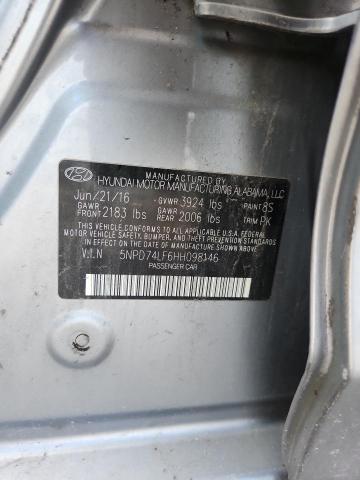 MANUFACTURED BY
HYUNDAI MOTOR MANUFACTURING ALABAMA, LLC
Jun/21/16 GVWR 3924 lbs PAINT 8S
GAWR FRONT 2183 lbs GAWR REAR 2006 lbs TRIM PK
THIS VEHICLE CONFORMS TO ALL APPLICABLE U.S.A. FEDERAL
MOTOR VEHICLE SAFETY, BUMPER, AND THEFT PREVENTION
STANDARDS IN EFFECT ON THE DATE OF MANUFACTURE SHOWN ABOVE.
V.I.N 5NPD74LF6HH098146
PASSENGER CAR